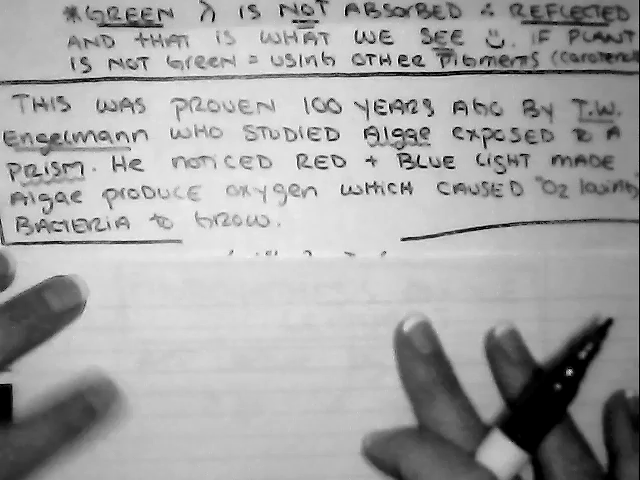 *GREEN λ IS NOT ABSORBED & REFLECTED
AND THAT IS WHAT WE SEE ☺. IF PLANT
IS NOT GREEN = USING OTHER PIGMENTS (CAROTENOI
THIS WAS PROVEN 100 YEARS AGO BY T.W.
Engelmann WHO STUDIED Algae EXPOSED TO A
PRISM. He NOTICED RED + BLUE LIGHT MADE
Algae PRODUCE OXYGEN WHICH CAUSED "O2 loving"
BACTERIA to GROW.